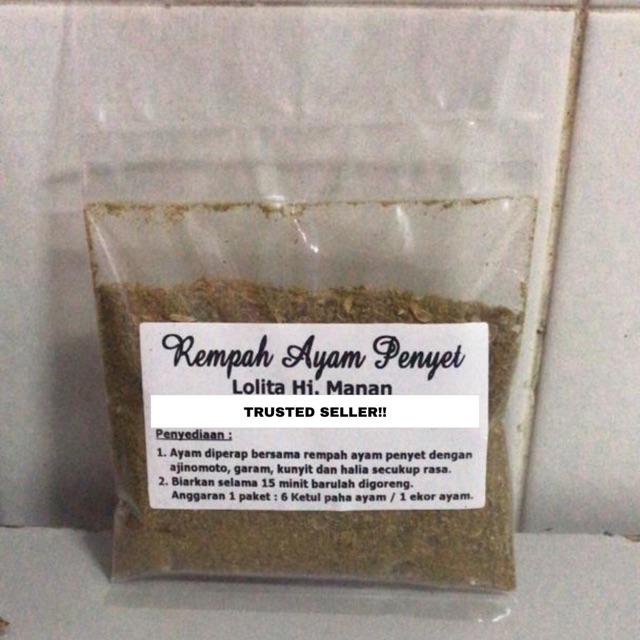 Rempah Ayam Penyet
Lolita Hj. Manan
TRUSTED SELLER!!
Penyediaan :
1. Ayam diperap bersama rempah ayam penyet dengan
ajinomoto, garam, kunyit dan halia secukup rasa.
2. Biarkan selama 15 minit barulah digoreng.
Anggaran 1 paket : 6 Ketul paha ayam / 1 ekor ayam.